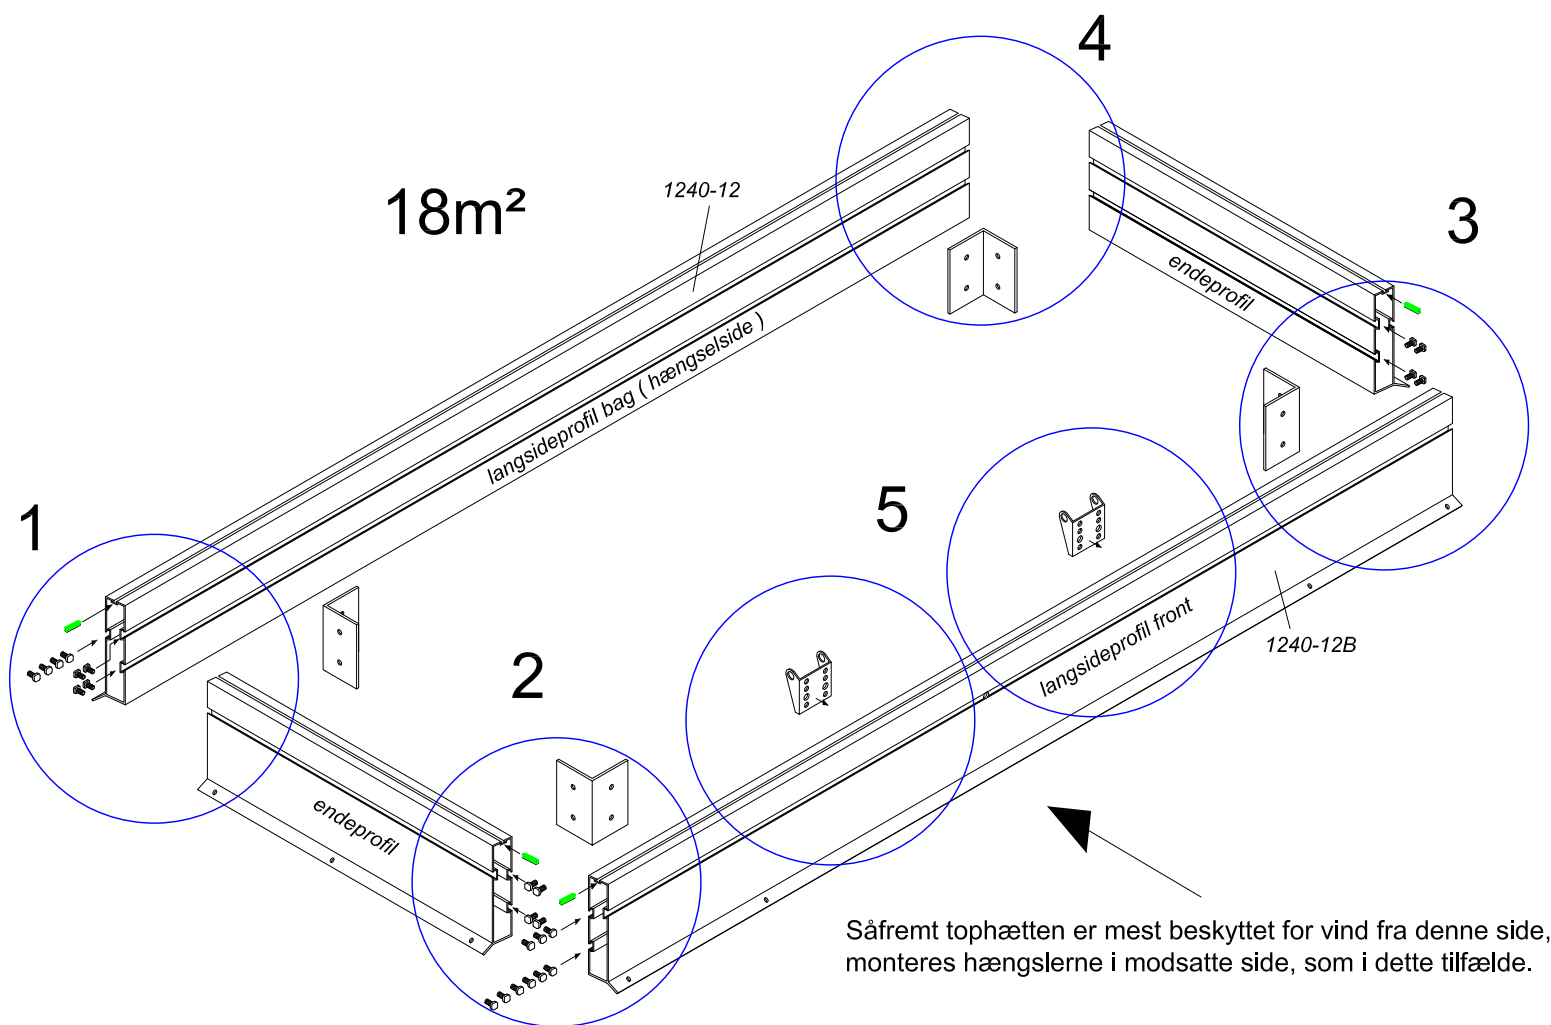 4
18m²
1240-12
3
endeprofil
langsideprofil bag ( hængselside )
1
5
langsideprofil front
1240-12B
2
endeprofil
Såfremt tophætten er mest beskyttet for vind fra denne side,
monteres hængslerne i modsatte side, som i dette tilfælde.